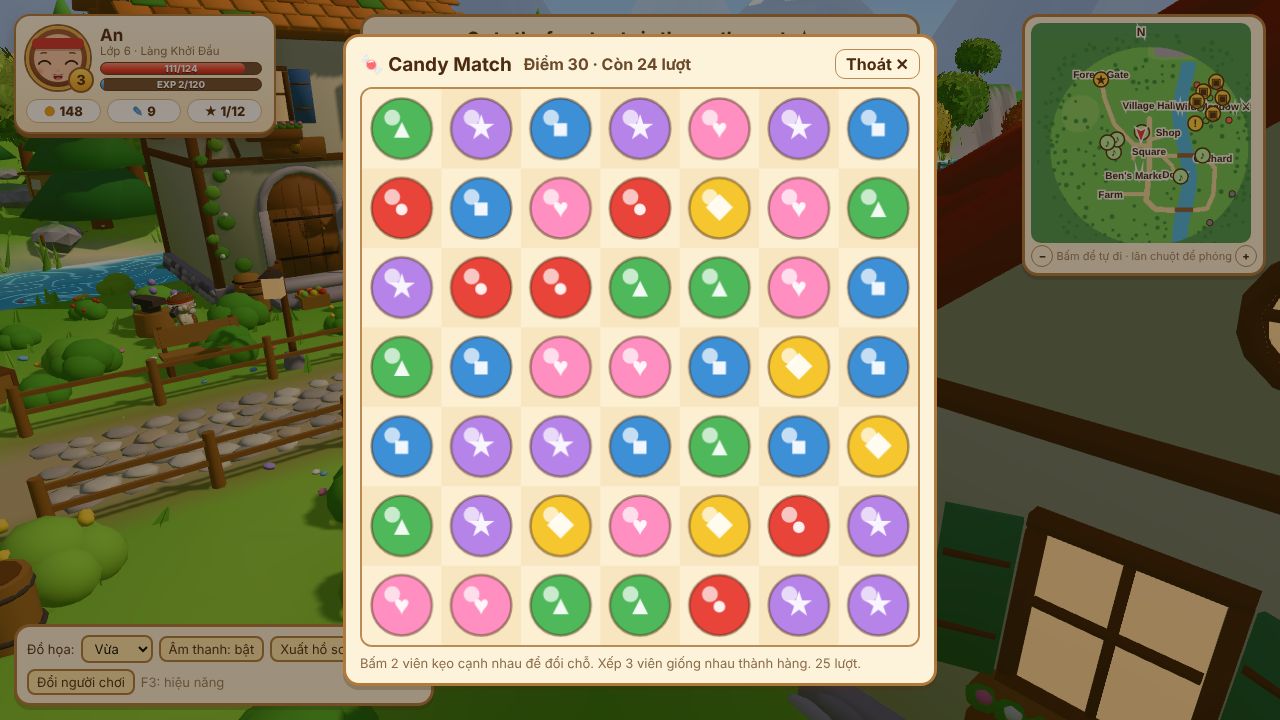 An
Lớp 6 · Làng Khởi Đầu
111/124
EXP 2/120
3
148
9
★ 1/12
Candy Match
Điểm 30 · Còn 24 lượt
Thoát ✕
N
Gate
Village Hall
Shop
Square
Ben's Market
Farm
Bấm để tự đi · lăn chuột để phóng
Đồ họa:
Vừa
Âm thanh: bật
Xuất hồ
Đổi người chơi
F3: hiệu năng
Bấm 2 viên kẹo cạnh nhau để đổi chỗ. Xếp 3 viên giống nhau thành hàng. 25 lượt.